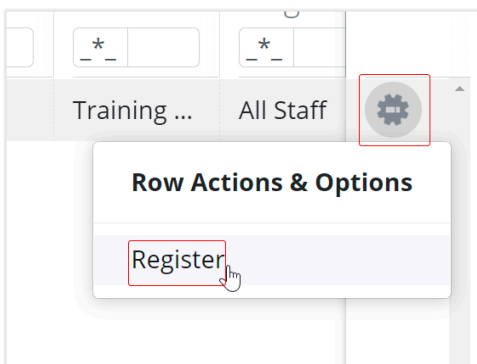 _*_ _*_
Training ... All Staff
Row Actions & Options
Register